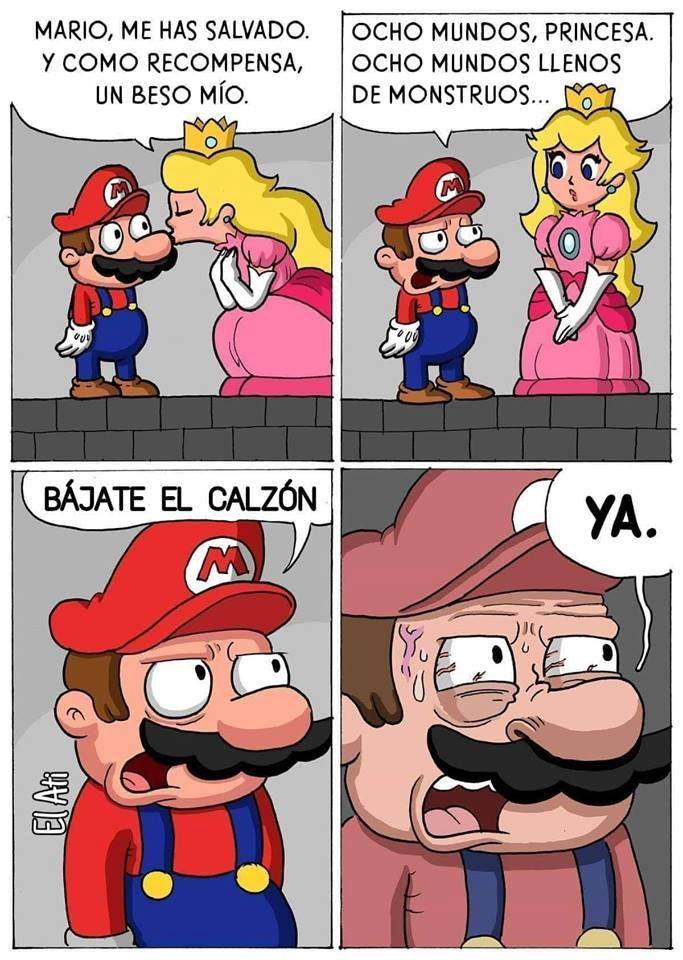 MARIO, ME HAS SALVADO.
Y COMO RECOMPENSA,
UN BESO MÍO.
OCHO MUNDOS, PRINCESA.
OCHO MUNDOS LLENOS
DE MONSTRUOS...
M
M
BÁJATE EL CALZÓN
M
El Ati
YA.